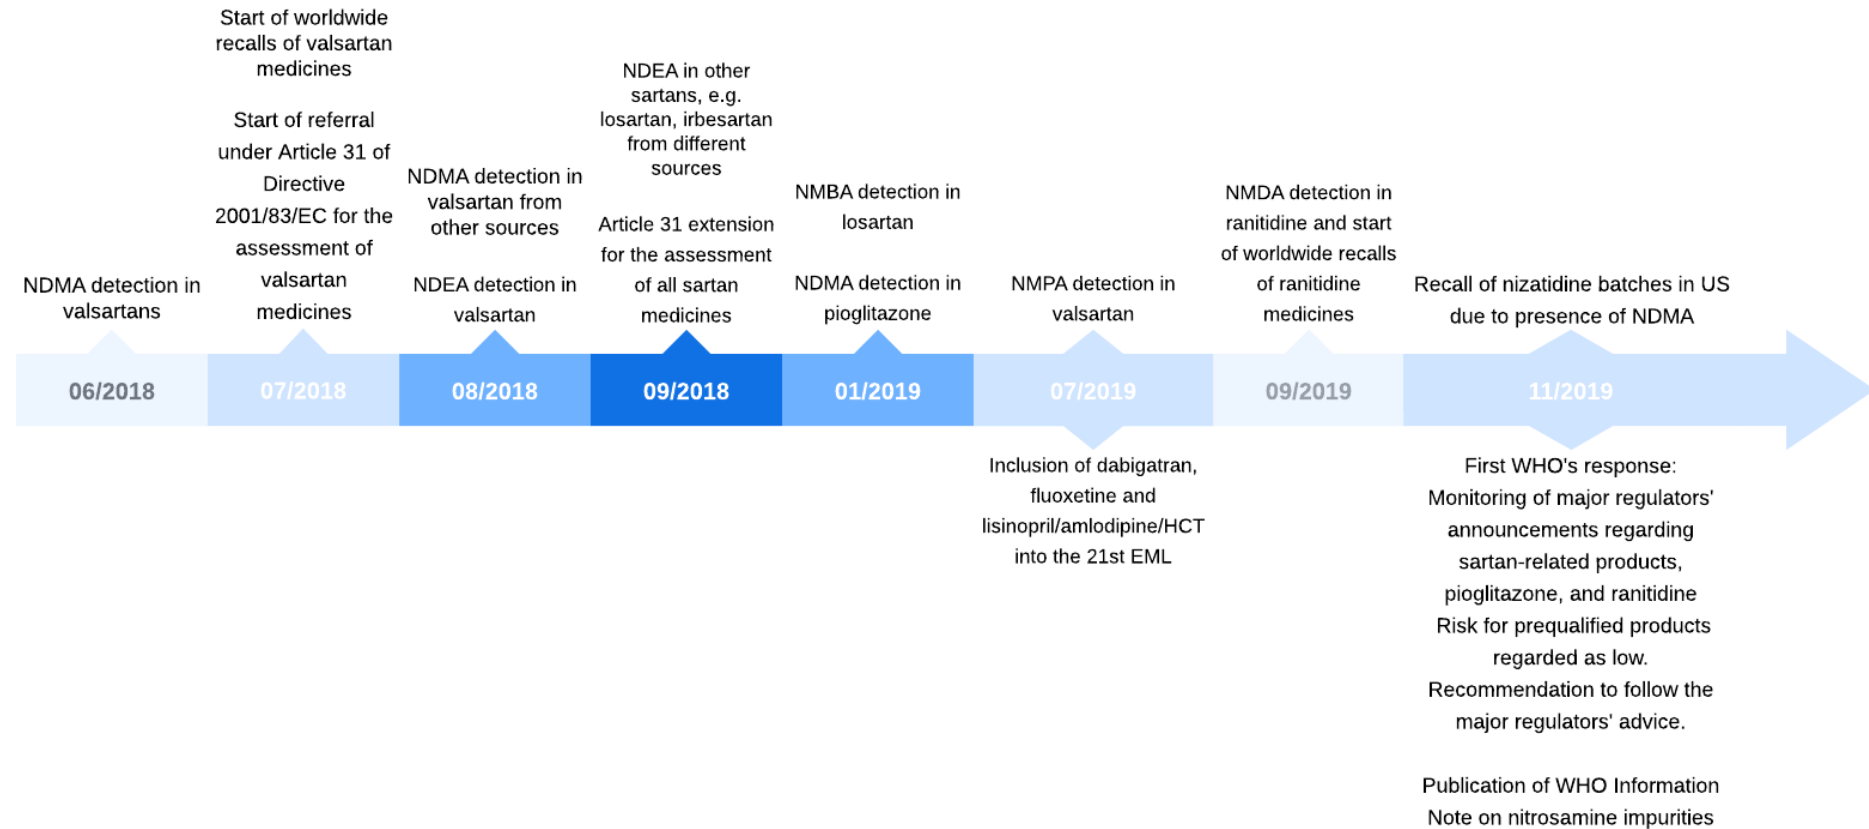 Start of worldwide
recalls of valsartan
medicines
Start of referral
under Article 31 of
Directive
2001/83/EC for the
assessment of
valsartan
medicines
NDEA in other
sartans, e.g.
losartan, irbesartan
from different
sources
Article 31 extension
for the assessment
of all sartan
medicines
NDMA detection in
valsartans
NDMA detection in
valsartan from
other sources
NDEA detection in
valsartan
NMBA detection in
losartan
NDMA detection in
pioglitazone
NMPA detection in
valsartan
NMDA detection in
ranitidine and start
of worldwide recalls
of ranitidine
medicines
Recall of nizatidine batches in US
due to presence of NDMA
06/2018
07/2018
08/2018
09/2018
01/2019
07/2019
09/2019
11/2019
Inclusion of dabigatran,
fluoxetine and
lisinopril/amlodipine/HCT
into the 21st EML
First WHO's response:
Monitoring of major regulators'
announcements regarding
sartan-related products,
pioglitazone, and ranitidine
Risk for prequalified products
regarded as low.
Recommendation to follow the
major regulators' advice.
Publication of WHO Information
Note on nitrosamine impurities